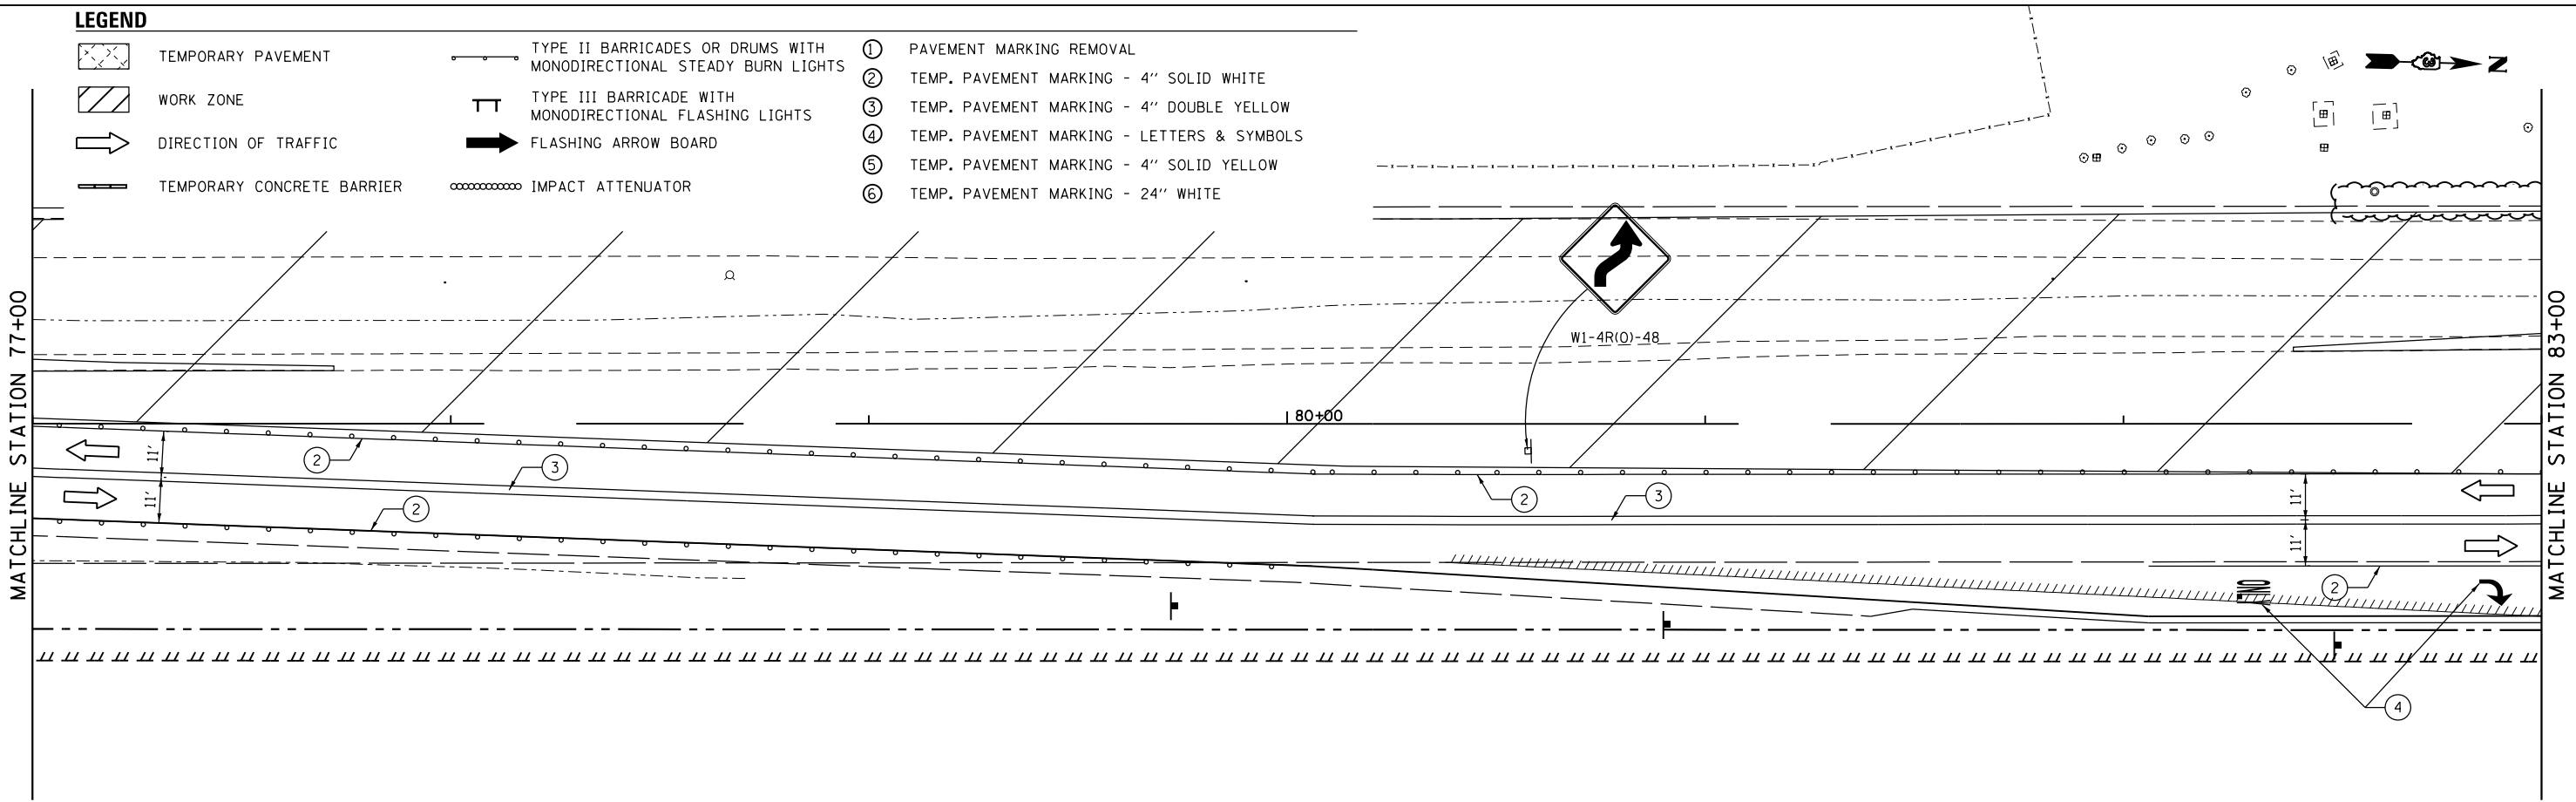 LEGEND
TEMPORARY PAVEMENT
WORK ZONE
DIRECTION OF TRAFFIC
TEMPORARY CONCRETE BARRIER
TYPE II BARRICADES OR DRUMS WITH
MONODIRECTIONAL STEADY BURN LIGHTS
TYPE III BARRICADE WITH
MONODIRECTIONAL FLASHING LIGHTS
FLASHING ARROW BOARD
IMPACT ATTENUATOR
1 PAVEMENT MARKING REMOVAL
2 TEMP. PAVEMENT MARKING - 4'' SOLID WHITE
3 TEMP. PAVEMENT MARKING - 4'' DOUBLE YELLOW
4 TEMP. PAVEMENT MARKING - LETTERS & SYMBOLS
5 TEMP. PAVEMENT MARKING - 4'' SOLID YELLOW
6 TEMP. PAVEMENT MARKING - 24'' WHITE
3
N
MATCHLINE STATION 77+00
W1-4R(O)-48
80+00
11'
11'
2
3
2
2
3
11'
11'
2
4
MATCHLINE STATION 83+00